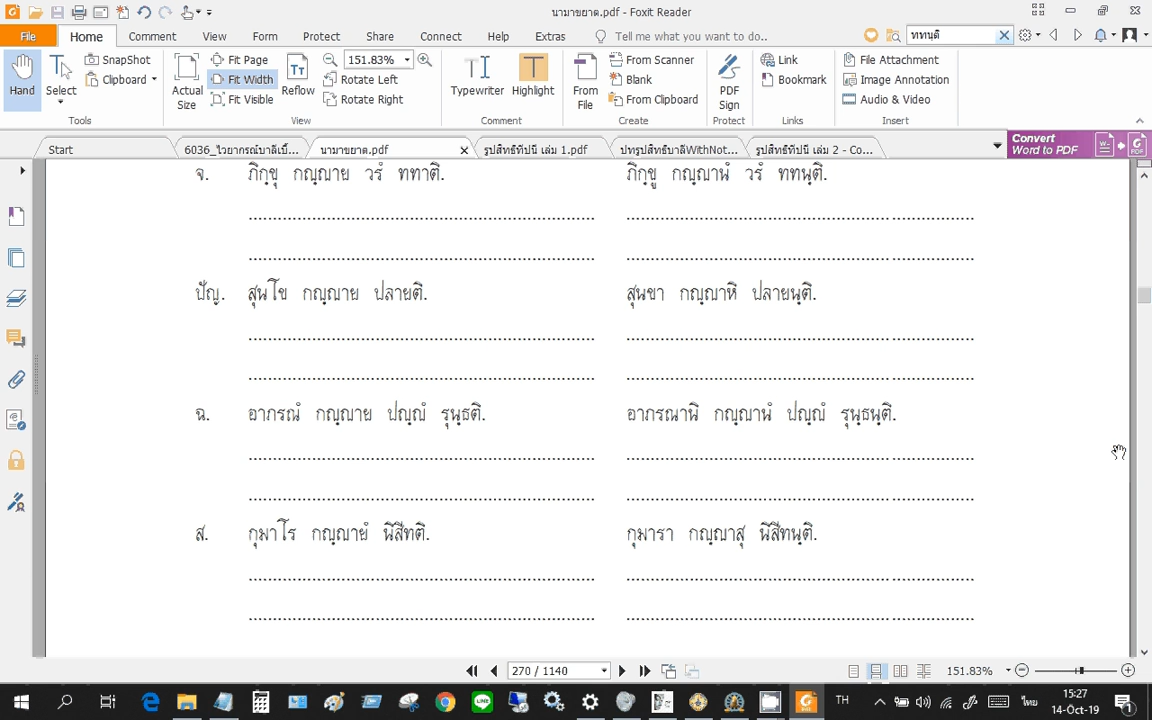 นามาขยาต.pdf - Foxit Reader
File Home Comment View Form Protect Share Connect Help Extras Tell me what you want to do.. ททนฺติ
Hand
Select
SnapShot
Clipboard
Tools
Actual Size
Fit Page
Fit Width
Fit Visible
Reflow
151.83%
Rotate Left
Rotate Right
View
Typewriter
Highlight
Comment
From File
From Scanner
Blank
From Clipboard
Create
PDF Sign
Protect
Link
Bookmark
Links
File Attachment
Image Annotation
Audio & Video
Insert
Start 6036_ไวยากรณ์บาลีเบื้... นามาขยาต.pdf รูปสิทธิทีปนี เล่ม 1.pdf ปทรูปสิทธิบาลีWithNot... รูปสิทธิทีปนี เล่ม 2 - Co...
Convert
Word to PDF
จ. ภิกฺขุ กญฺญาย วรํ ททาติ. ภิกฺขู กญฺญานํ วรํ ททนฺติ.
ปัญ. สุนโข กญฺญาย ปลายติ. สุนขา กญฺญาหิ ปลายนฺติ.
ฉ. อาภรณํ กญฺญาย ปญฺญํ รุนฺธติ. อาภรณานิ กญฺญานํ ปญฺญํ รุนฺธนฺติ.
ส. กุมาโร กญฺญายํ นิสีทติ. กุมารา กญฺญาสุ นิสีทนฺติ.
270 / 1140 151.83%
TH ไทย 15:27
14-Oct-19